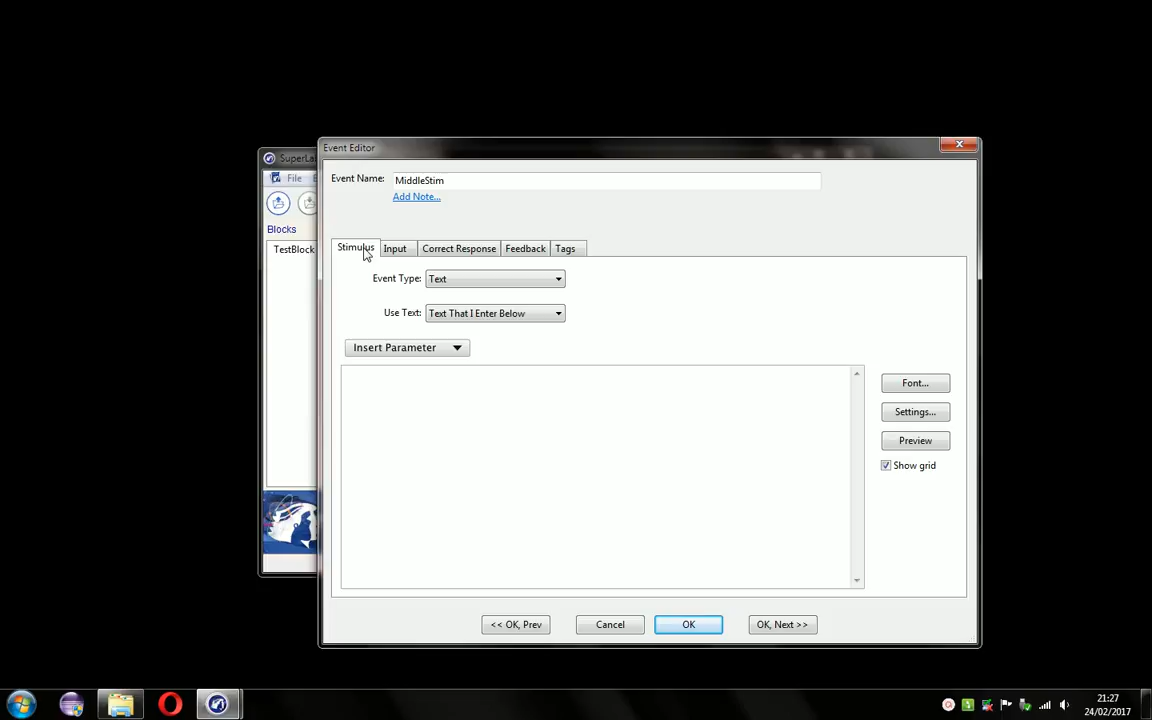 Event Editor
SuperLa
File
Event Name: MiddleStim
Add Note...
Blocks
TestBlock
Stimulus Input Correct Response Feedback Tags
Event Type: Text
Use Text: Text That I Enter Below
Insert Parameter
Font...
Settings...
Preview
Show grid
<< OK, Prev Cancel OK OK, Next >>
21:27
24/02/2017